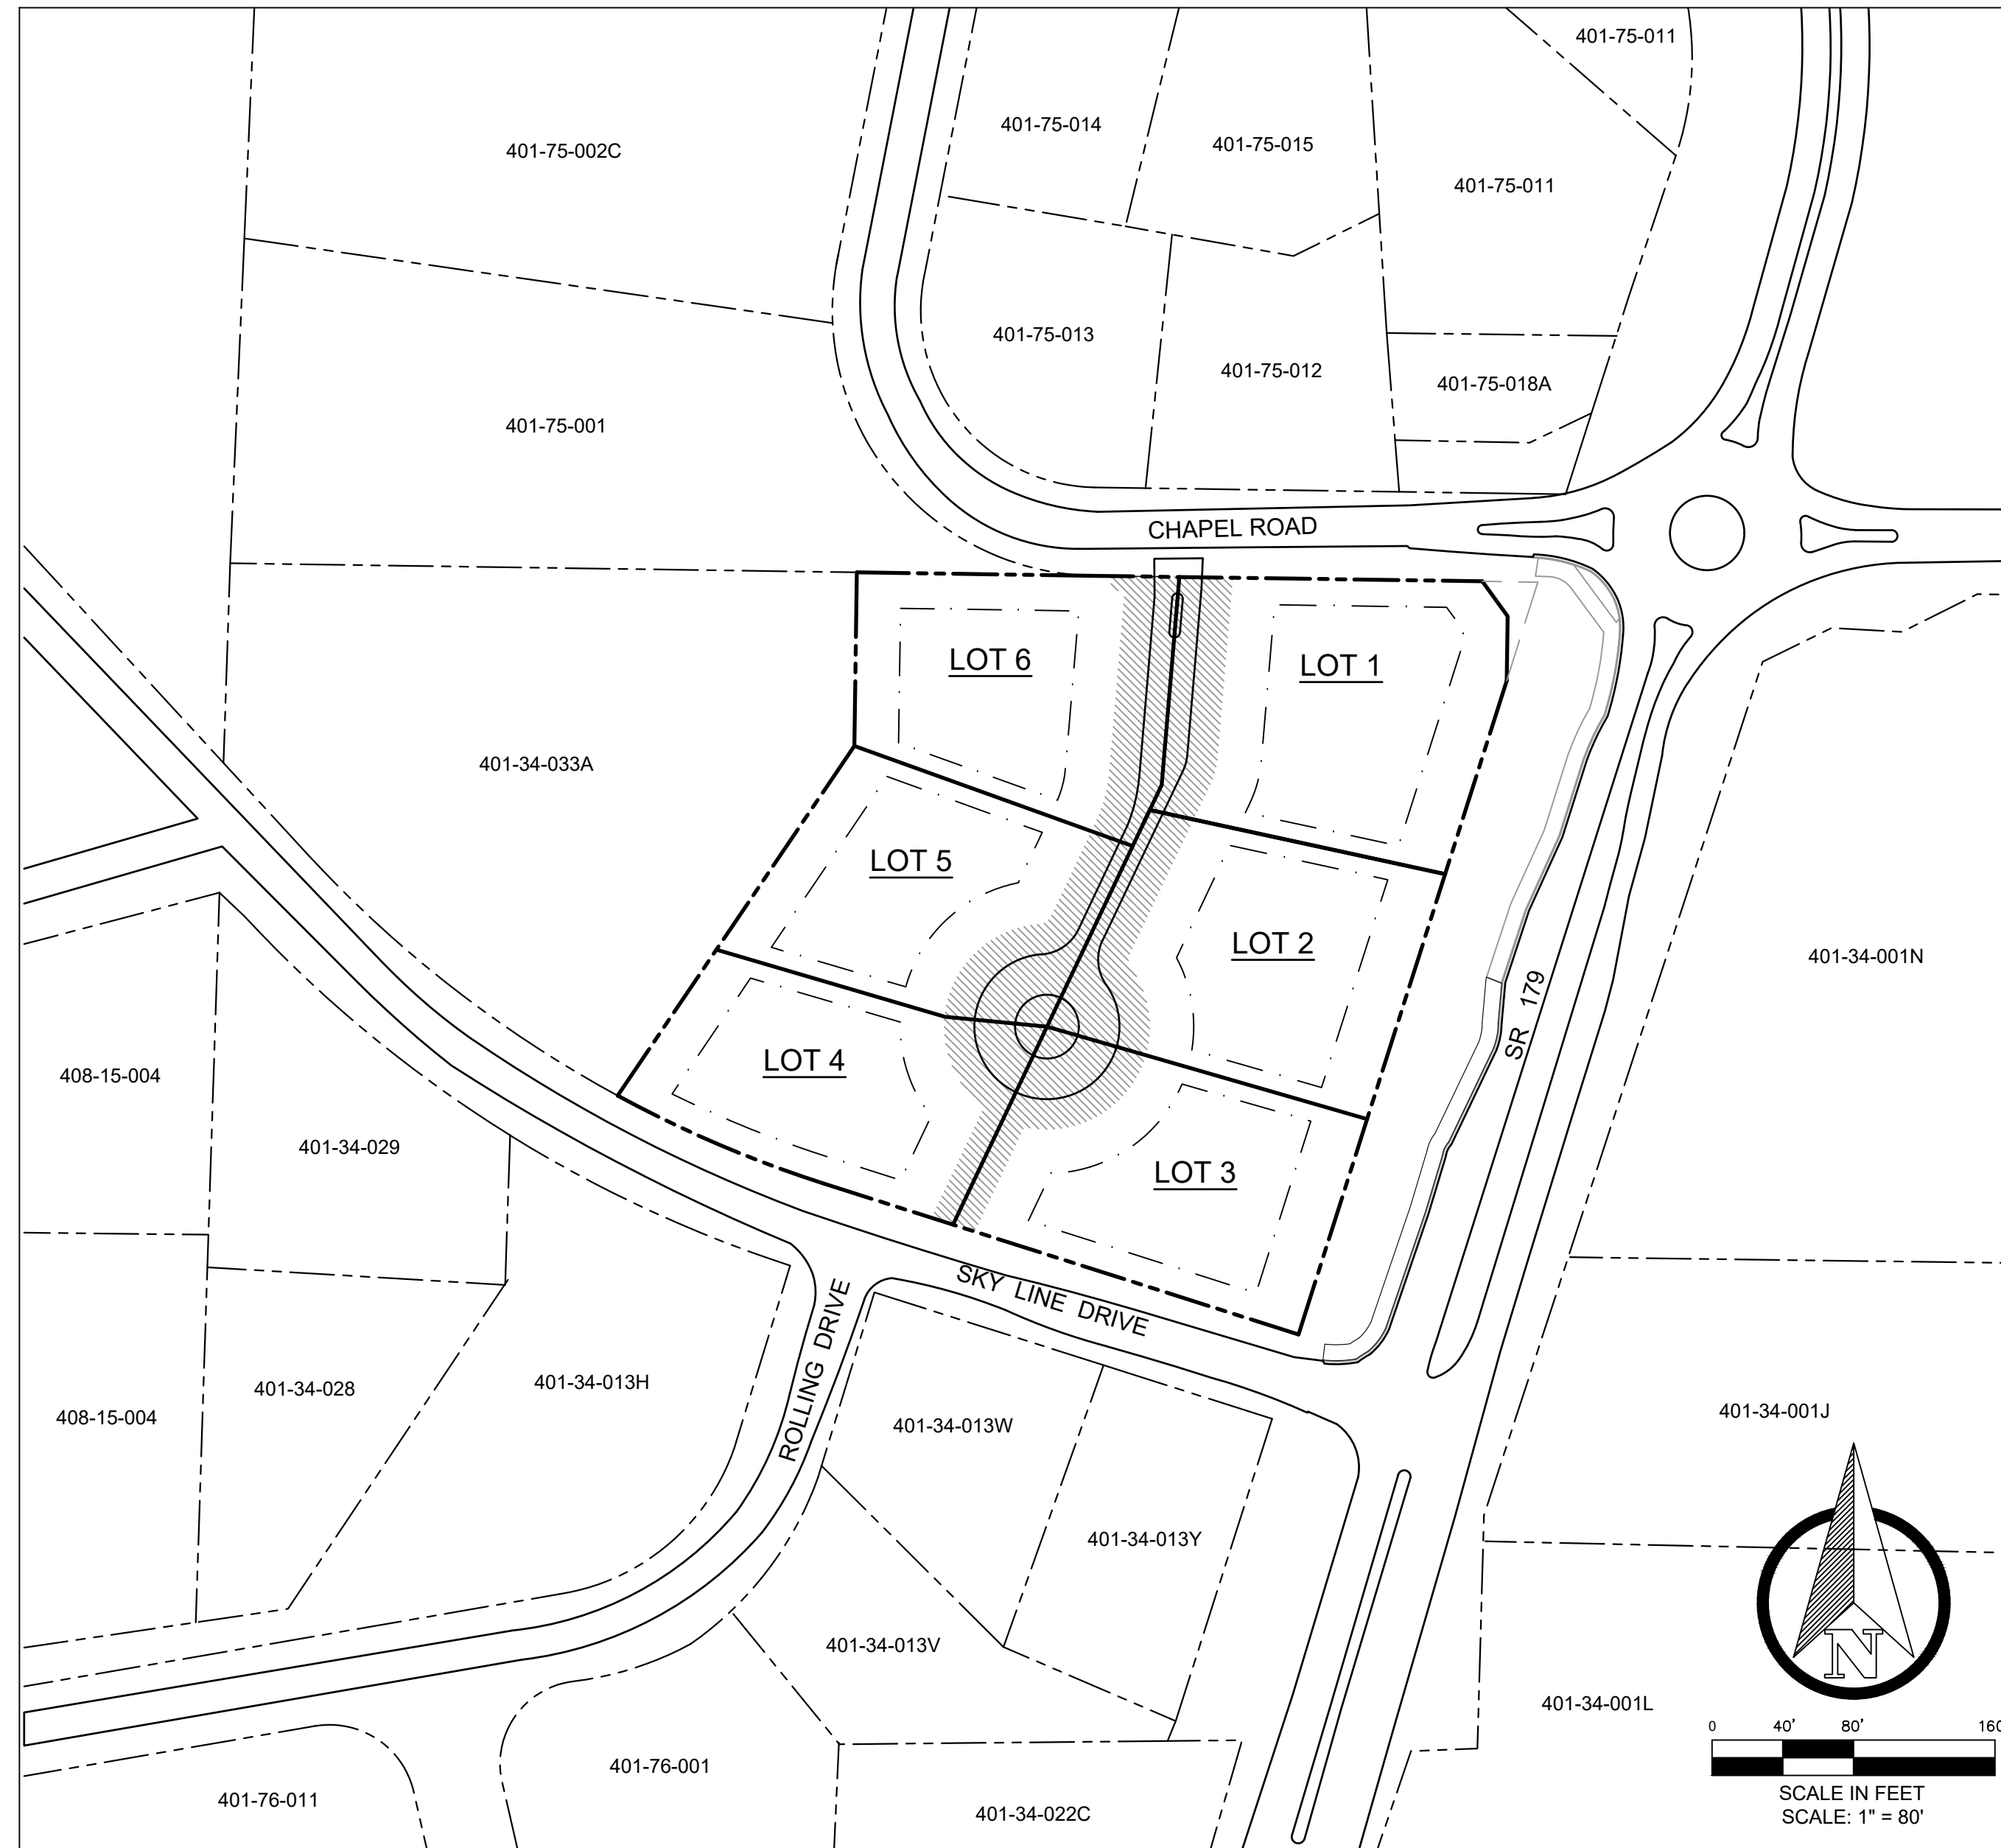 401-75-011
401-75-014
401-75-015
401-75-002C
401-75-011
401-75-013
401-75-012
401-75-018A
401-75-001
CHAPEL ROAD
LOT 6
LOT 1
401-34-033A
LOT 5
LOT 2
401-34-001N
SR 179
LOT 4
408-15-004
401-34-029
LOT 3
SKY LINE DRIVE
ROLLING DRIVE
401-34-028
401-34-013H
408-15-004
401-34-013W
401-34-001J
401-34-013Y
401-34-013V
N
401-34-001L
0 40' 80' 160
401-76-001
SCALE IN FEET
SCALE: 1" = 80'
401-76-011
401-34-022C